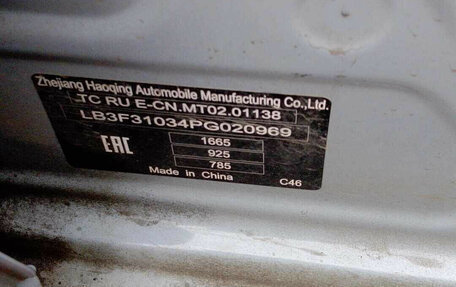 Zhejiang Haoqing Automobile Manufacturing Co.,Ltd.
TC RU E-CN.MT02.01138
LB3F31034PG020969
EAC
1665
925
785
Made in China
C46